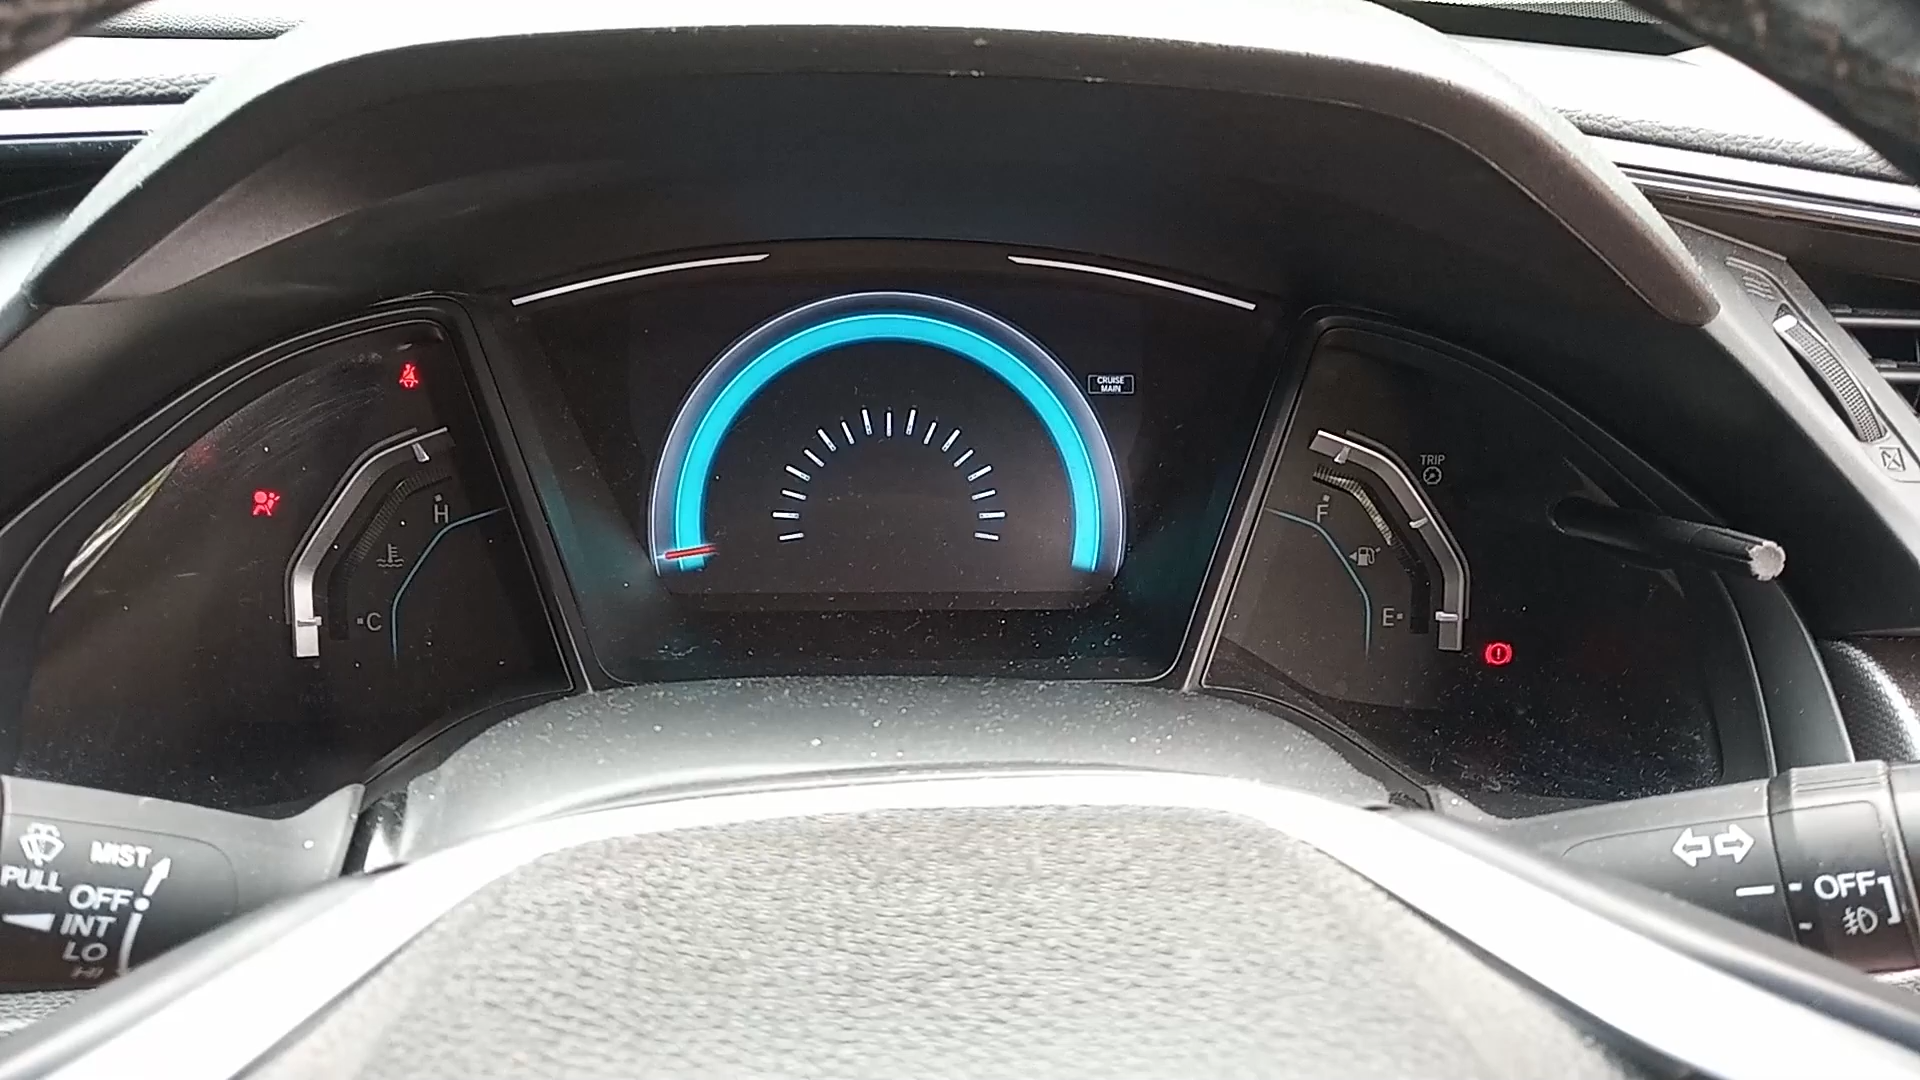 CRUISE
MAIN
H
C
TRIP
F
E
MIST
PULL
OFF
INT
LO
HI
OFF